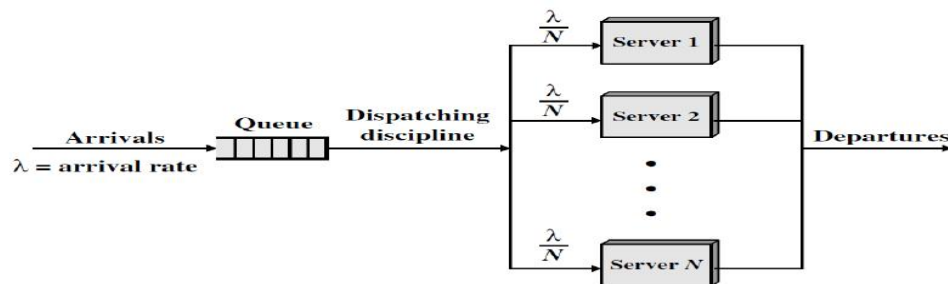 λ/N
Server 1
λ/N
Server 2
Queue
Dispatching
discipline
Arrivals
λ = arrival rate
Departures
λ/N
Server N